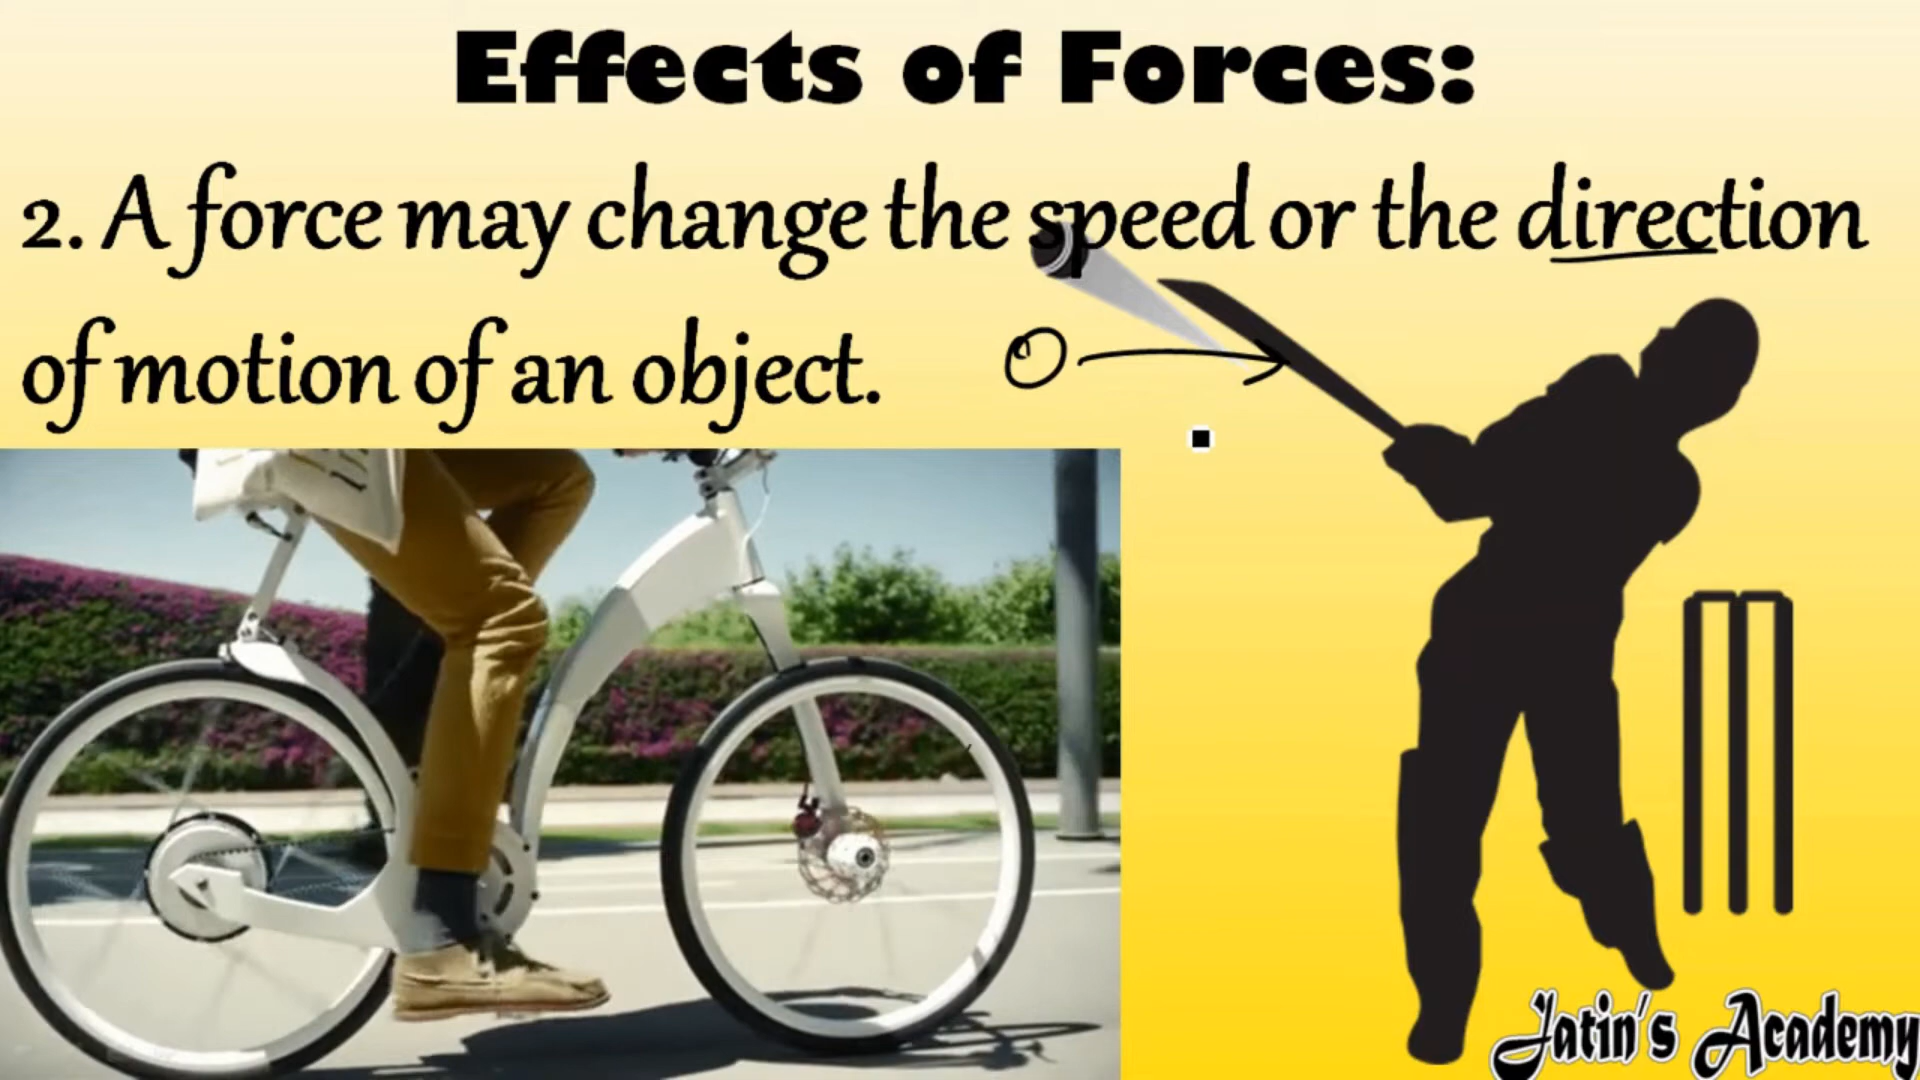 Effects of Forces:
2. A force may change the speed or the direction
of motion of an object.
Jatin's Academy